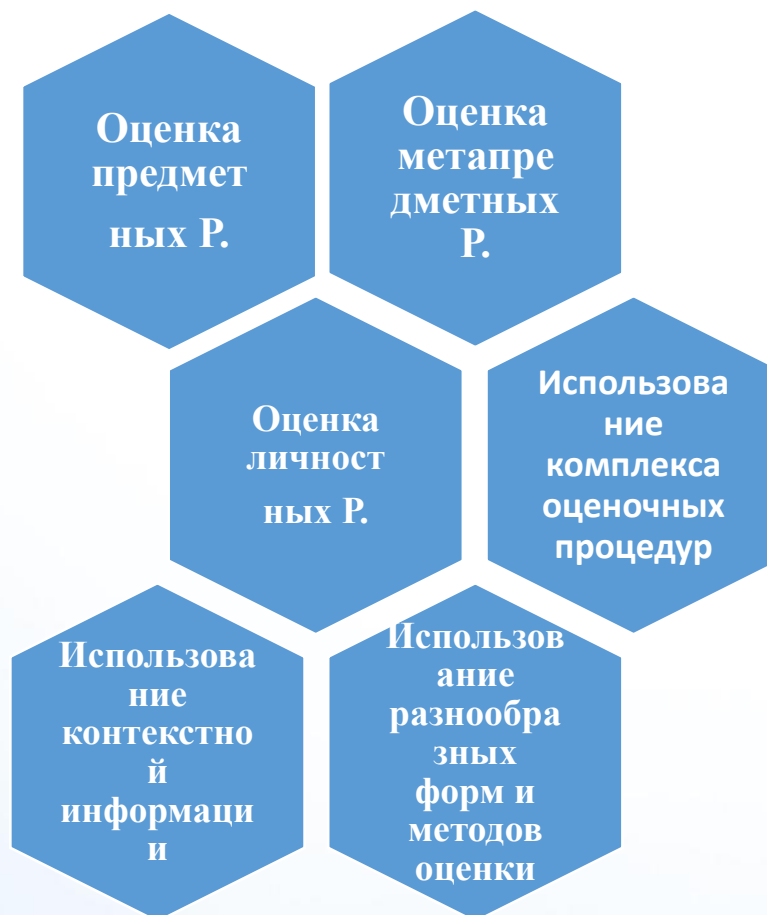 Оценка
предмет
ных Р.
Оценка
метапре
дметных
Р.
Оценка
личност
ных Р.
Использова
ние
комплекса
оценочных
процедур
Использова
ние
контекстно
й
информаци
и
Использов
ание
разнообра
зных
форм и
методов
оценки